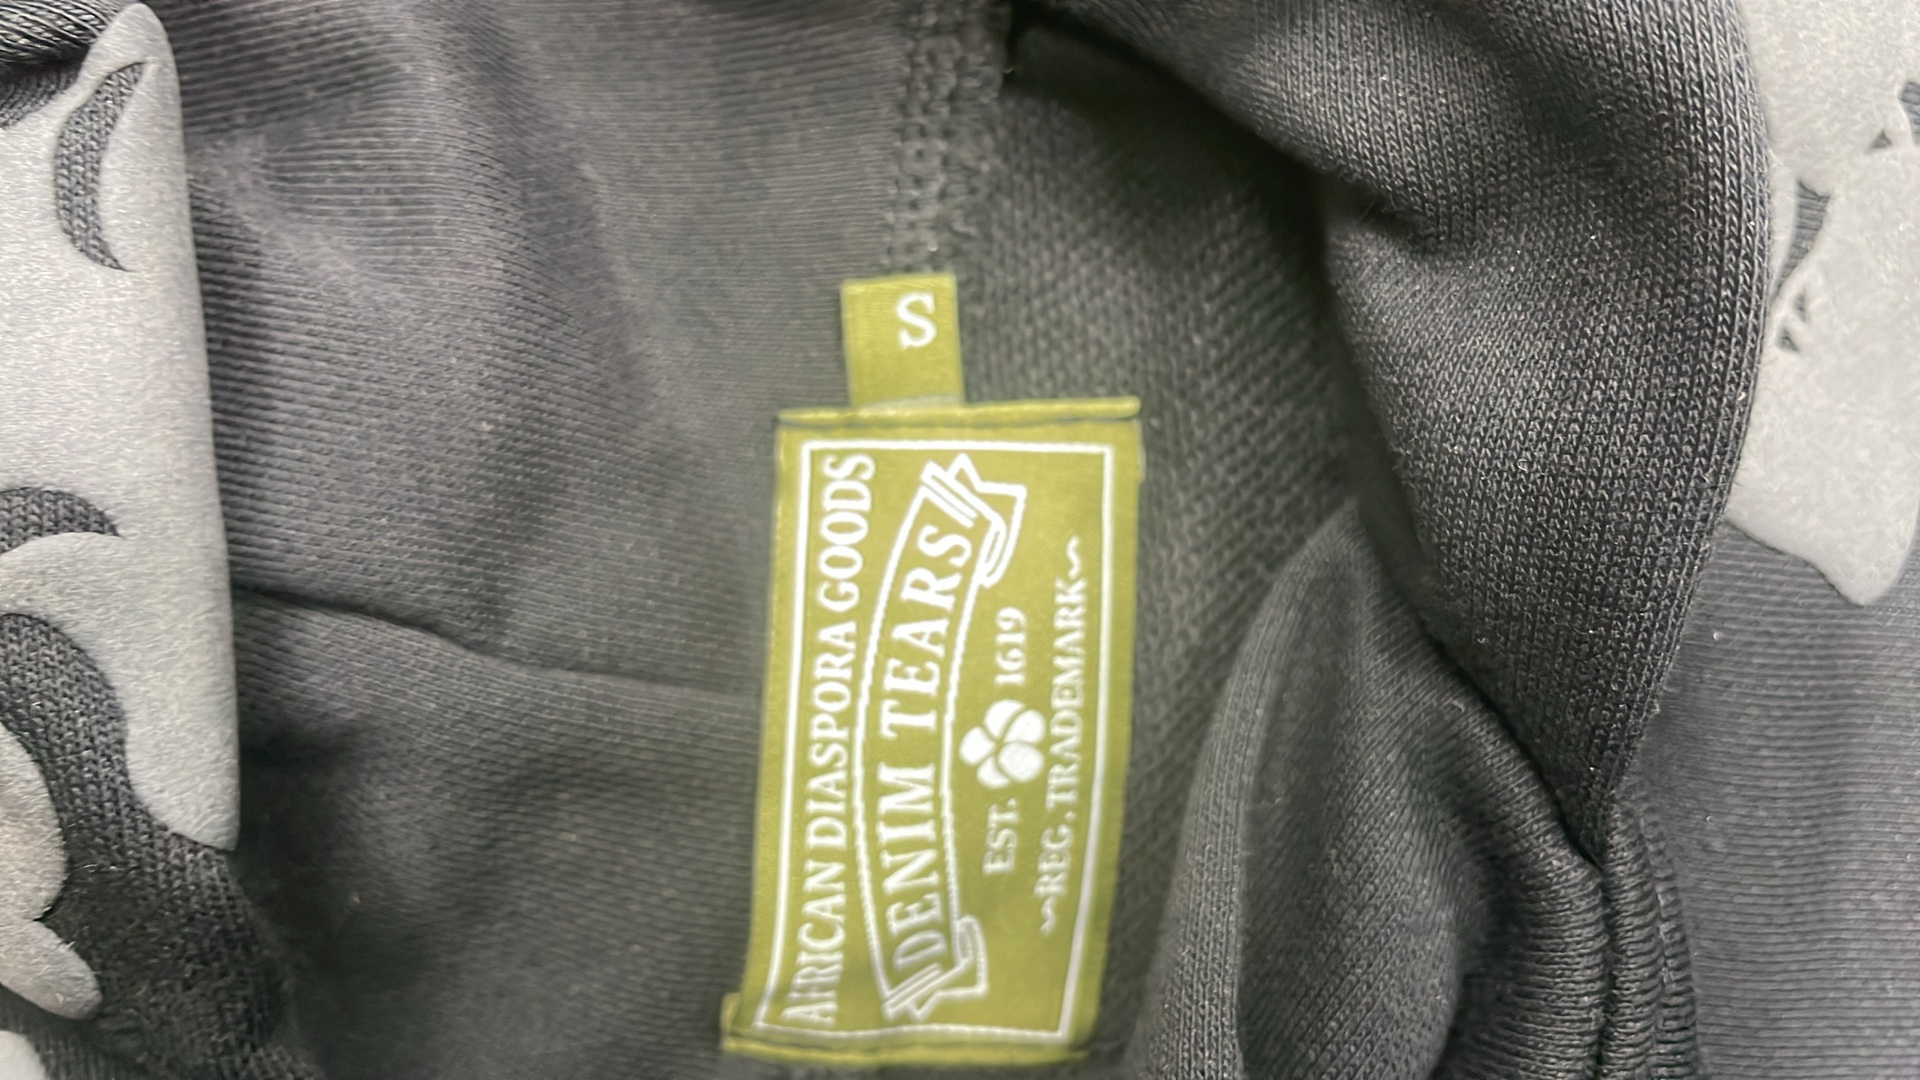 S
AFRICAN DIASPORA GOODS
DENIM TEARS
EST. 1619
~REG. TRADEMARK~